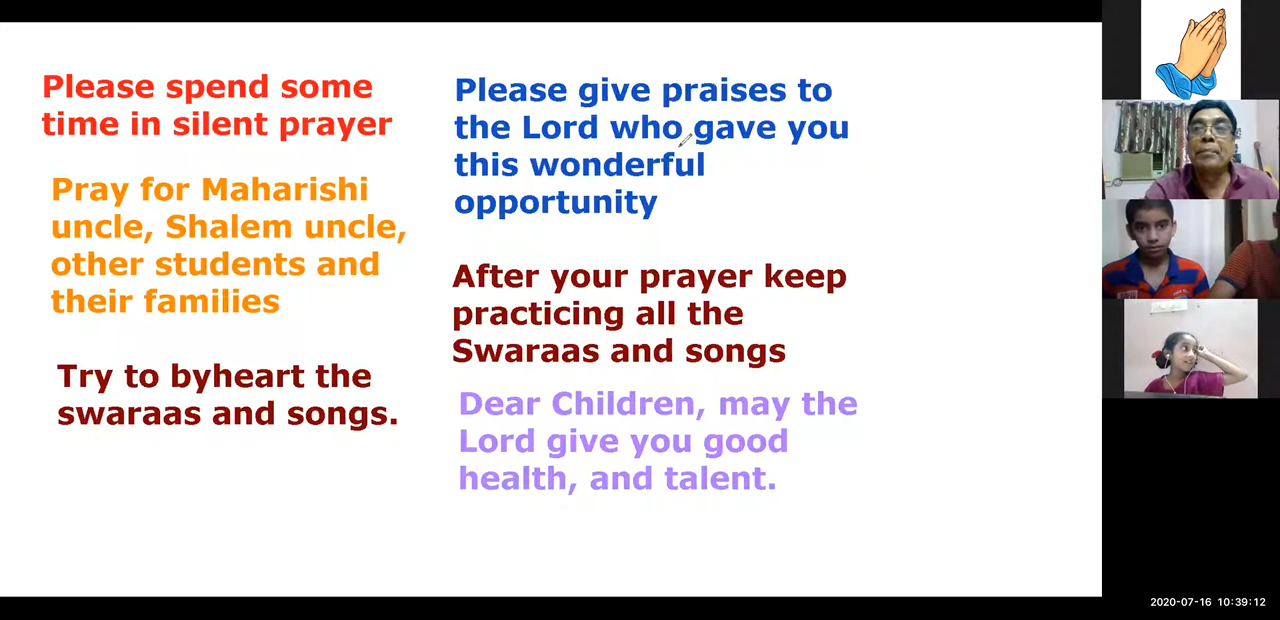 Please spend some
time in silent prayer
Pray for Maharishi
uncle, Shalem uncle,
other students and
their families
Try to byheart the
swaraas and songs.
Please give praises to
the Lord who gave you
this wonderful
opportunity
After your prayer keep
practicing all the
Swaraas and songs
Dear Children, may the
Lord give you good
health, and talent.
2020-07-16 10:39:12